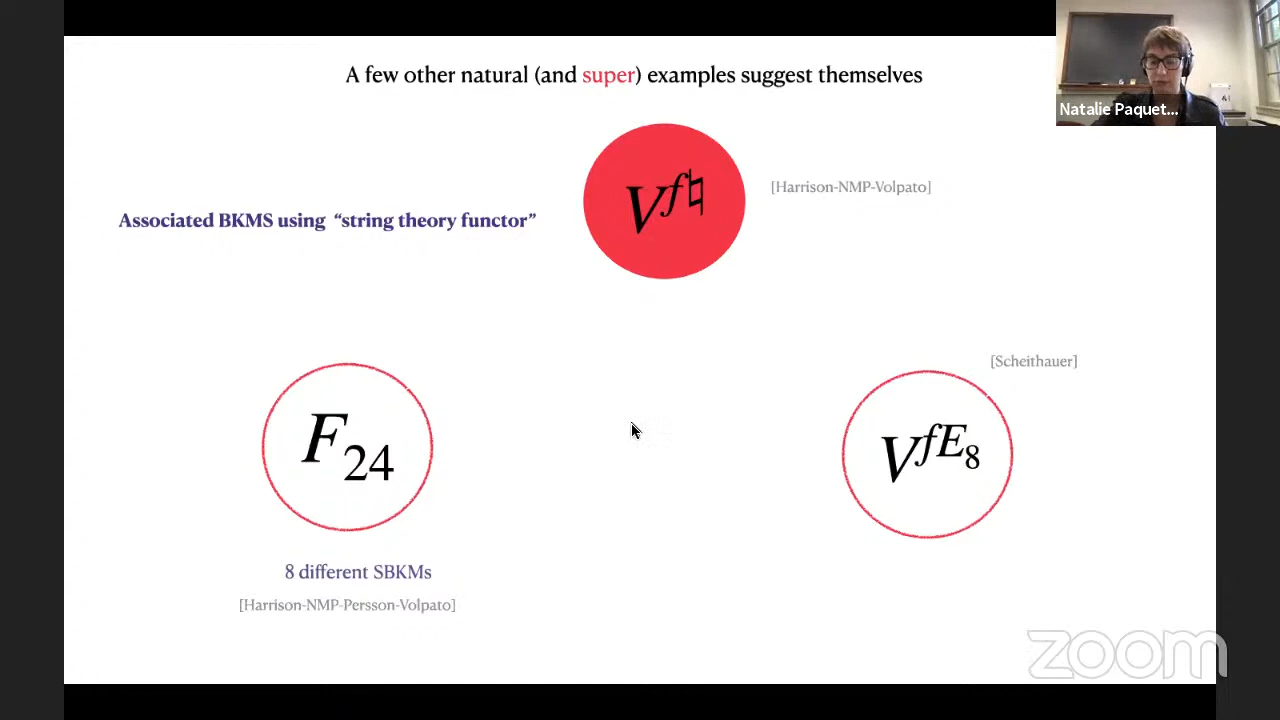 A few other natural (and super) examples suggest themselves
Natalie Paquet...
V^{f♮}
[Harrison-NMP-Volpato]
Associated BKMS using “string theory functor”
[Scheithauer]
F_{24}
V^{fE_8}
8 different SBKMs
[Harrison-NMP-Persson-Volpato]
zoom